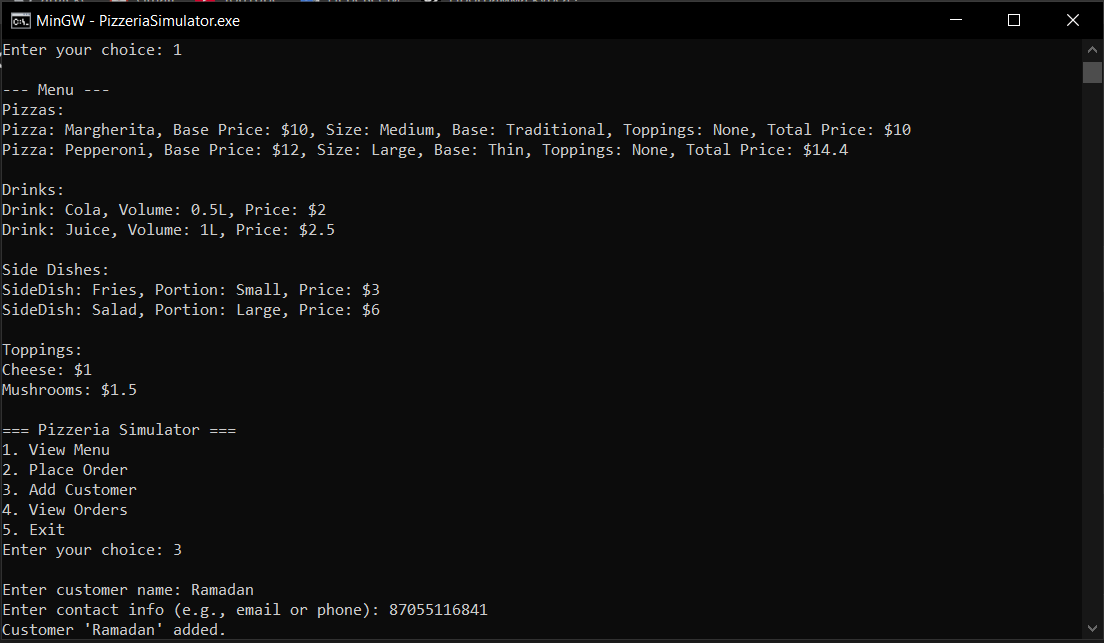 MinGW - PizzeriaSimulator.exe
Enter your choice: 1
--- Menu ---
Pizzas:
Pizza: Margherita, Base Price: $10, Size: Medium, Base: Traditional, Toppings: None, Total Price: $10
Pizza: Pepperoni, Base Price: $12, Size: Large, Base: Thin, Toppings: None, Total Price: $14.4
Drinks:
Drink: Cola, Volume: 0.5L, Price: $2
Drink: Juice, Volume: 1L, Price: $2.5
Side Dishes:
SideDish: Fries, Portion: Small, Price: $3
SideDish: Salad, Portion: Large, Price: $6
Toppings:
Cheese: $1
Mushrooms: $1.5
=== Pizzeria Simulator ===
1. View Menu
2. Place Order
3. Add Customer
4. View Orders
5. Exit
Enter your choice: 3
Enter customer name: Ramadan
Enter contact info (e.g., email or phone): 87055116841
Customer 'Ramadan' added.